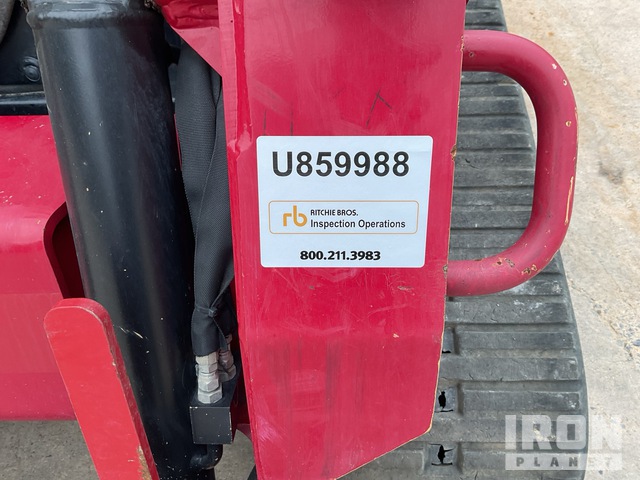 U859988
rb RITCHIE BROS.
Inspection Operations
800.211.3983
IRON
PLANET